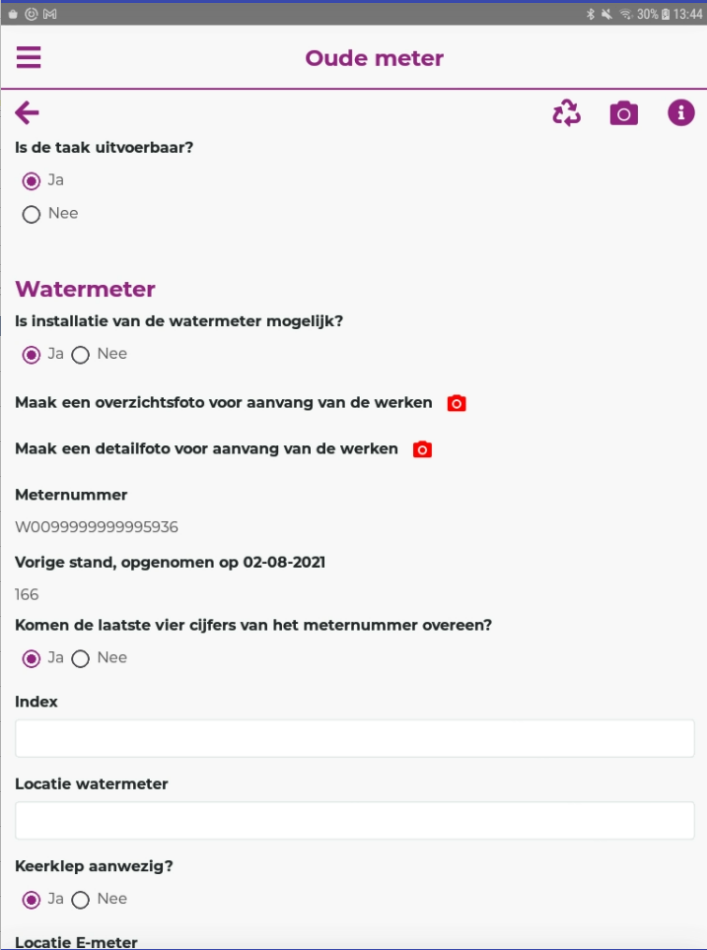 30% 13:44
Oude meter
Is de taak uitvoerbaar?
Ja
Nee
Watermeter
Is installatie van de watermeter mogelijk?
Ja Nee
Maak een overzichtsfoto voor aanvang van de werken
Maak een detailfoto voor aanvang van de werken
Meternummer
W0099999999995936
Vorige stand, opgenomen op 02-08-2021
166
Komen de laatste vier cijfers van het meternummer overeen?
Ja Nee
Index
Locatie watermeter
Keerklep aanwezig?
Ja Nee
Locatie E-meter